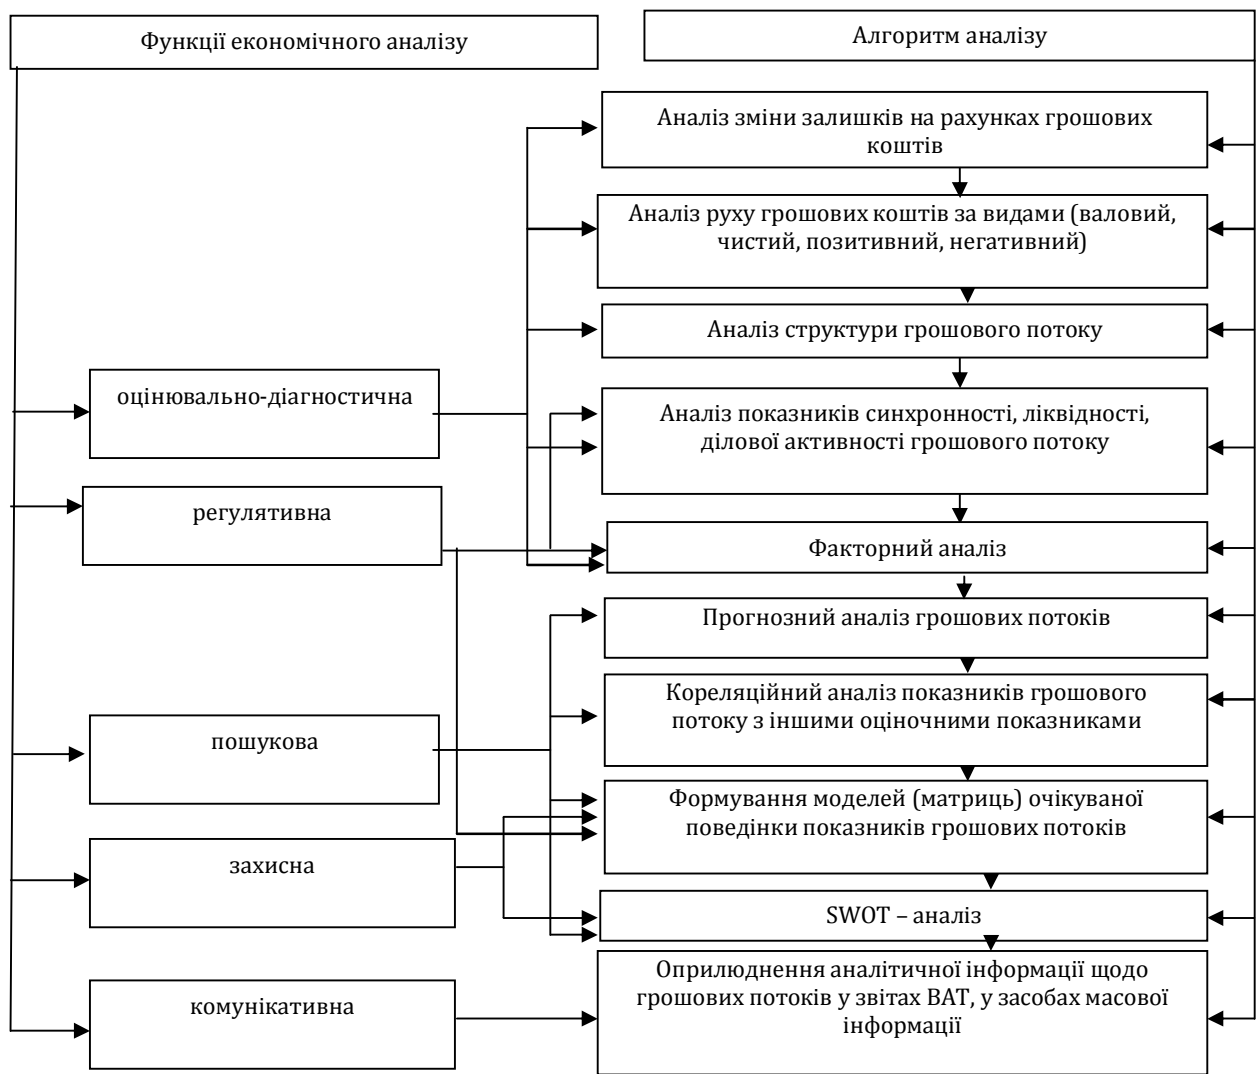 Функції економічного аналізу
Алгоритм аналізу
Аналіз зміни залишків на рахунках грошових
коштів
Аналіз руху грошових коштів за видами (валовий,
чистий, позитивний, негативний)
Аналіз структури грошового потоку
оцінювально-діагностична
Аналіз показників синхронності, ліквідності,
ділової активності грошового потоку
регулятивна
Факторний аналіз
Прогнозний аналіз грошових потоків
Кореляційний аналіз показників грошового
потоку з іншими оціночними показниками
пошукова
Формування моделей (матриць) очікуваної
поведінки показників грошових потоків
захисна
SWOT – аналіз
Оприлюднення аналітичної інформації щодо
грошових потоків у звітах ВАТ, у засобах масової
інформації
комунікативна